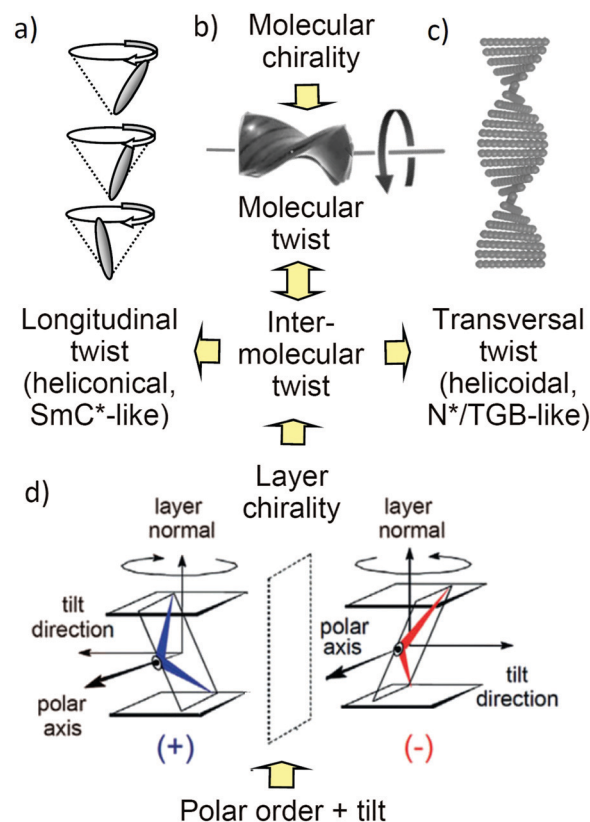 a)
b)
Molecular
chirality
c)
Molecular
twist
Longitudinal
twist
(heliconical,
SmC*-like)
Inter-
molecular
twist
Transversal
twist
(helicoidal,
N*/TGB-like)
Layer
chirality
d)
layer
normal
tilt
direction
polar
axis
(+)
layer
normal
polar
axis
tilt
direction
(-)
Polar order + tilt